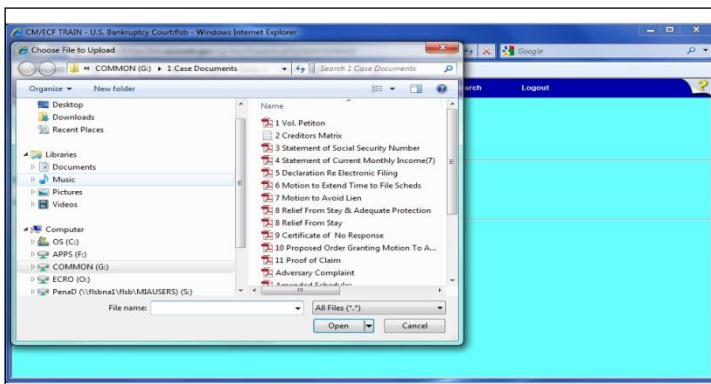 CM/ECF TRAIN - U.S. Bankruptcy Court:flsb - Windows Internet Explorer
Choose File to Upload
« COMMON (G:) ▸ 1 Case Documents
Search 1 Case Documents
Google
Organize
New folder
arch
Logout
Desktop
Downloads
Recent Places
Libraries
Documents
Music
Pictures
Videos
Computer
OS (C:)
APPS (F:)
COMMON (G:)
ECRO (O:)
PenaD (\\flsbna1\flsb\MIAUSERS) (S:)
Name
1 Vol. Petiton
2 Creditors Matrix
3 Statement of Social Security Number
4 Statement of Current Monthly Income(7)
5 Declaration Re Electronic Filing
6 Motion to Extend Time to File Scheds
7 Motion to Avoid Lien
8 Relief From Stay & Adequate Protection
8 Relief From Stay
9 Certificate of No Response
10 Proposed Order Granting Motion To A...
11 Proof of Claim
Adversary Complaint
Amended Schedules
File name:
All Files (*.*)
Open
Cancel